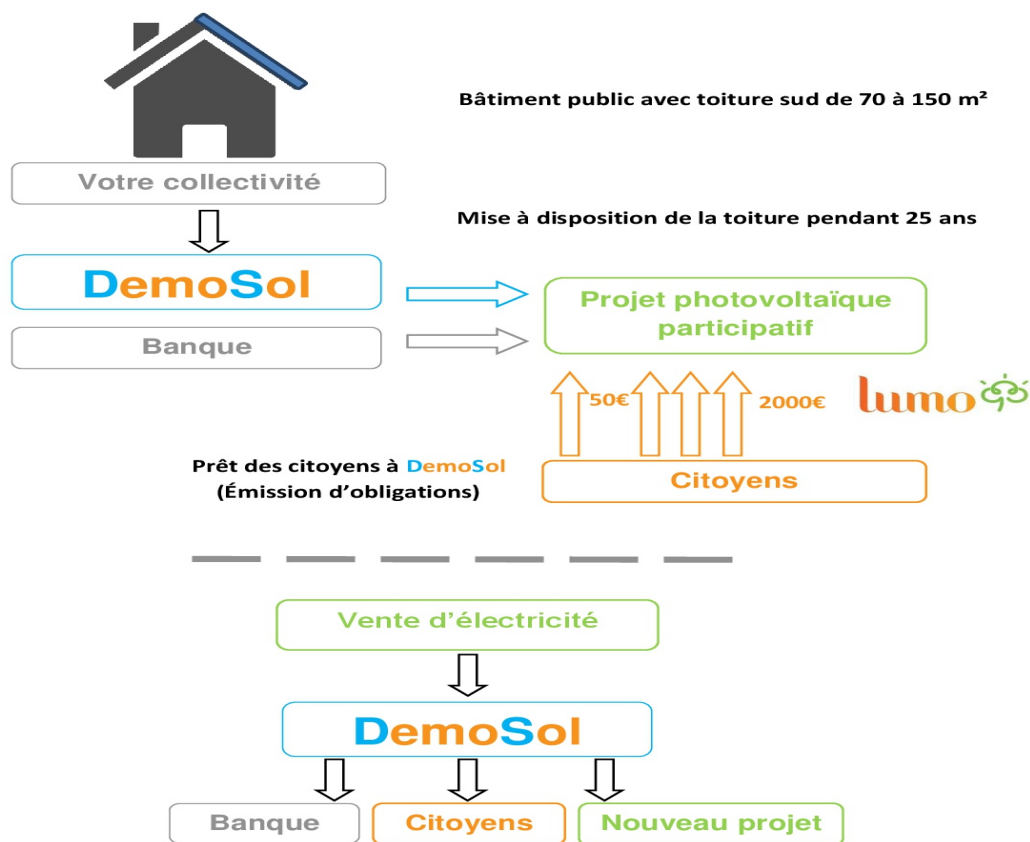 Bâtiment public avec toiture sud de 70 à 150 m²
Votre collectivité
Mise à disposition de la toiture pendant 25 ans
DemoSol
Projet photovoltaïque
participatif
Banque
50€
2000€
lumo
Prêt des citoyens à DemoSol
(Émission d’obligations)
Citoyens
Vente d’électricité
DemoSol
Banque
Citoyens
Nouveau projet